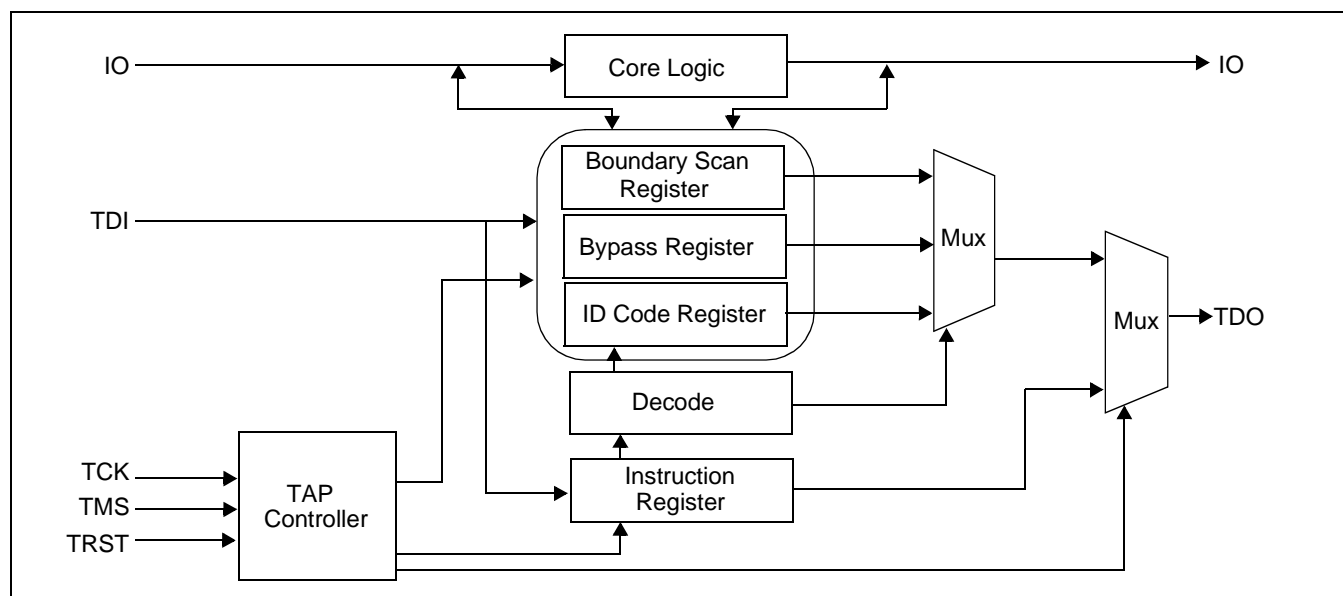 IO
Core Logic
IO
Boundary Scan
Register
TDI
Bypass Register
Mux
ID Code Register
Mux
TDO
Decode
TCK
TMS
TRST
TAP
Controller
Instruction
Register